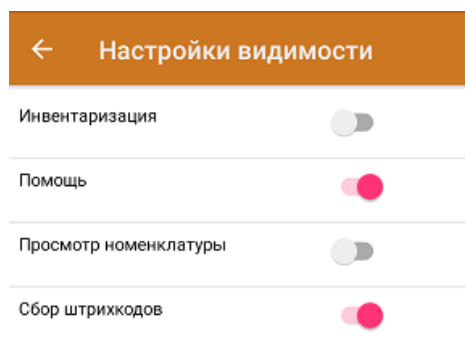 Настройки видимости
Инвентаризация
Помощь
Просмотр номенклатуры
Сбор штрихкодов